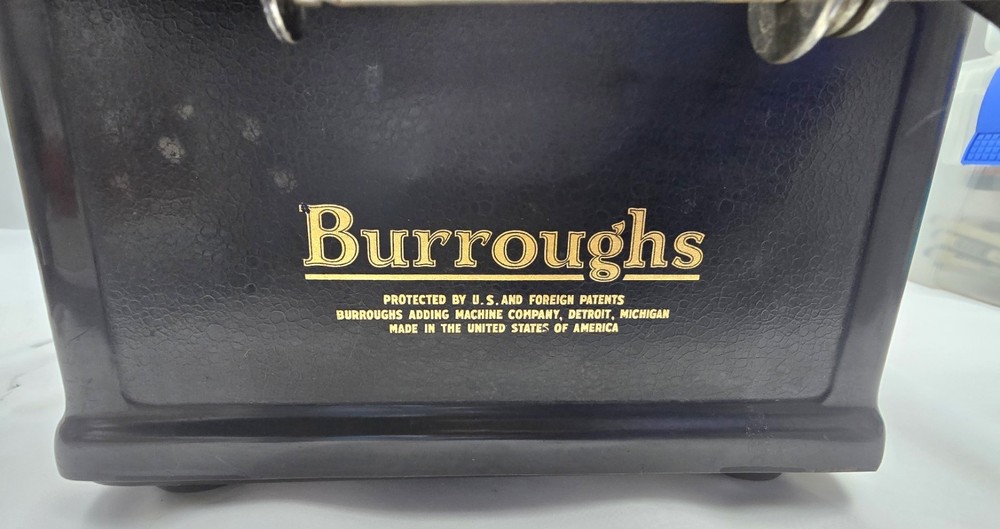 Burroughs
PROTECTED BY U.S. AND FOREIGN PATENTS
BURROUGHS ADDING MACHINE COMPANY, DETROIT, MICHIGAN
MADE IN THE UNITED STATES OF AMERICA